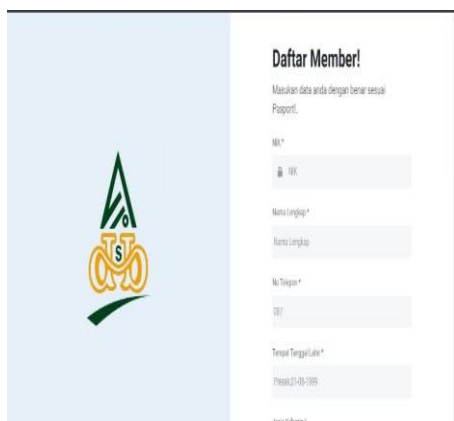 Daftar Member!
Masukan data anda dengan benar sesuai
Pasport!.
NIK *
NIK
Nama Lengkap *
Nama Lengkap
No Telepon *
08?
Tempat Tanggal Lahir *
S